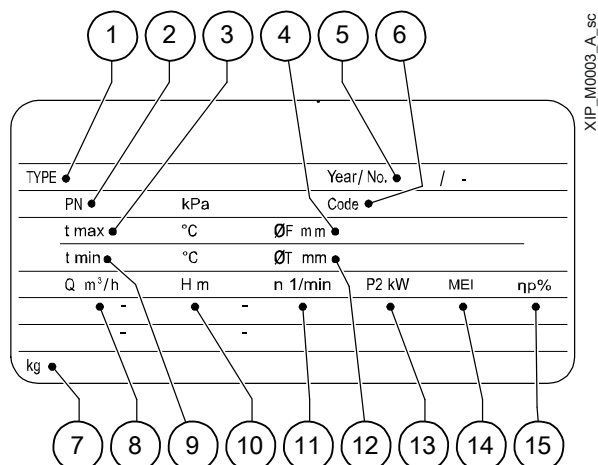 1 2 3 4 5 6
XIP_M0003_A_sc
TYPE Year/ No. / -
PN kPa Code
t max °C ØF mm
t min °C ØT mm
Q m³/h H m n 1/min P2 kW MEI ηp%
- -
- -
kg
7 8 9 10 11 12 13 14 15